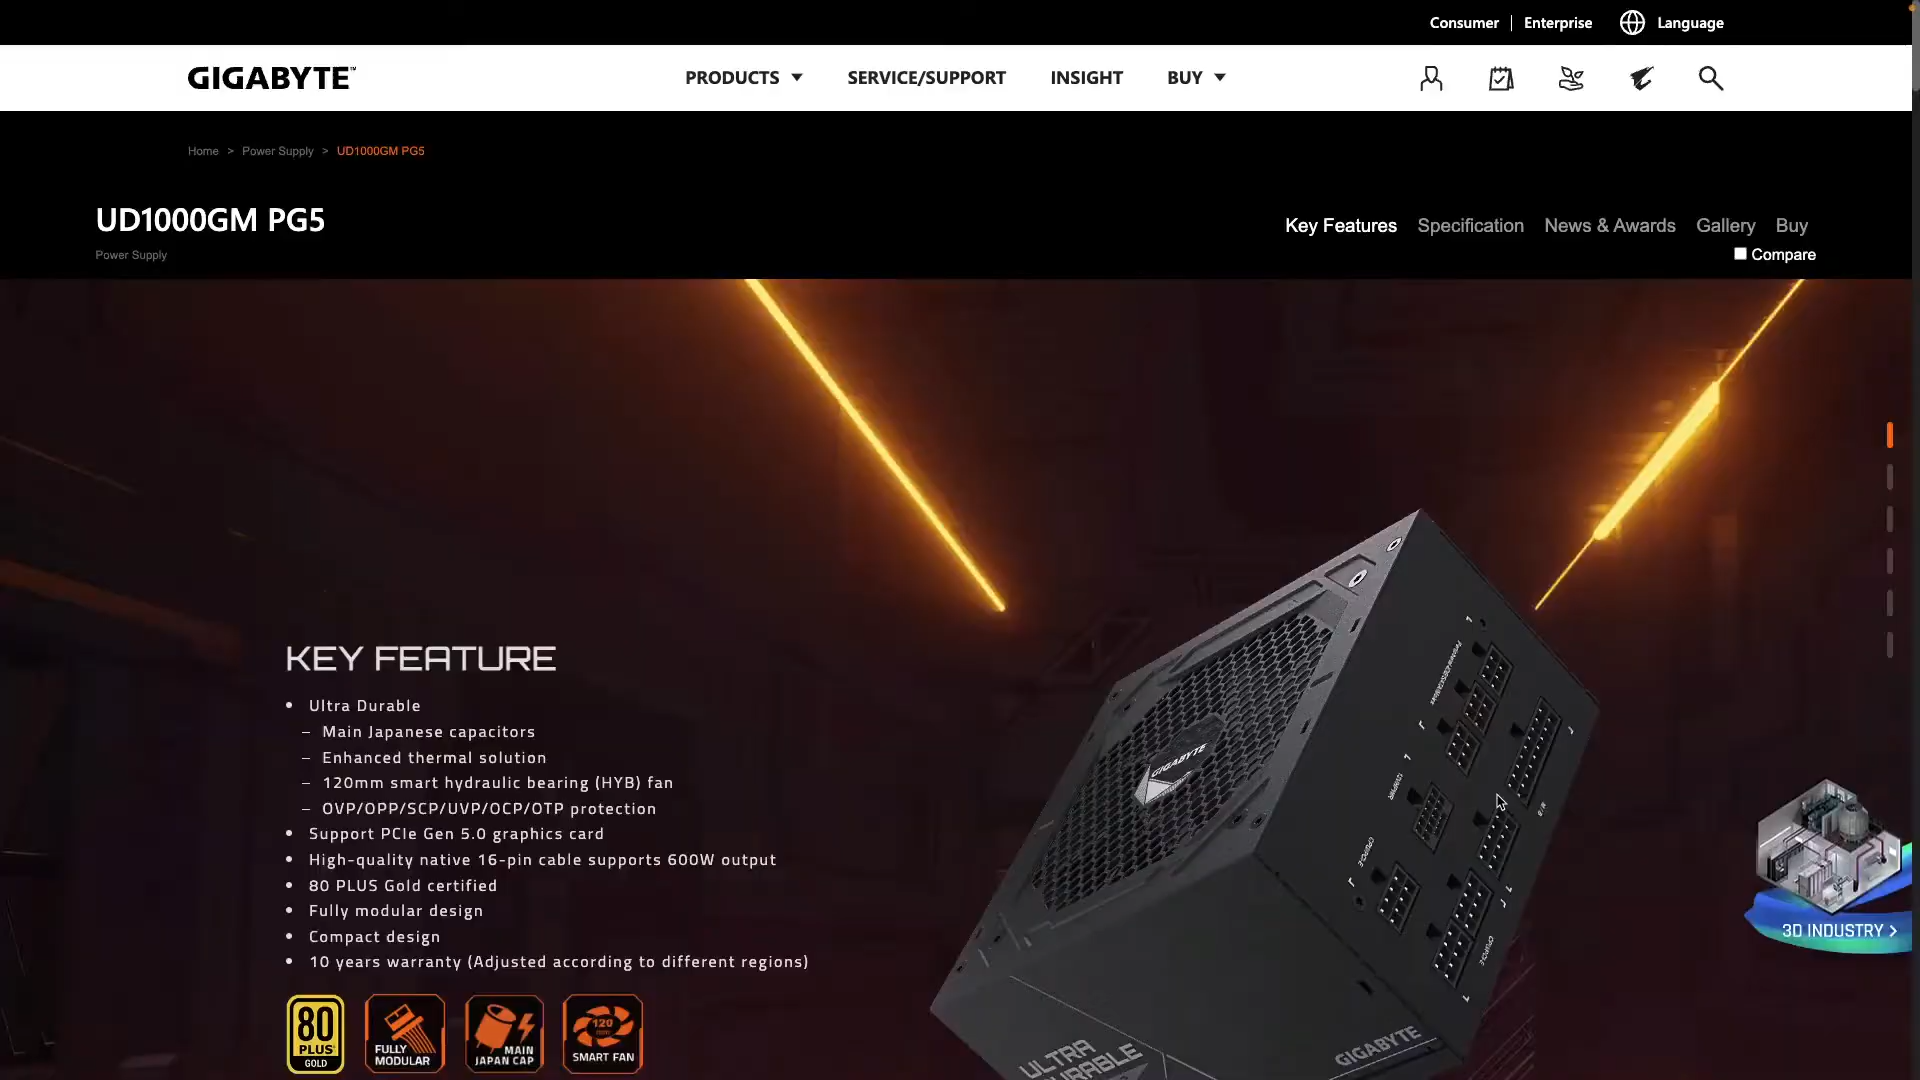 Consumer | Enterprise Language
GIGABYTE™ PRODUCTS SERVICE/SUPPORT INSIGHT BUY
Home > Power Supply > UD1000GM PG5
UD1000GM PG5
Power Supply
Key Features Specification News & Awards Gallery Buy
Compare
KEY FEATURE
• Ultra Durable
– Main Japanese capacitors
– Enhanced thermal solution
– 120mm smart hydraulic bearing (HYB) fan
– OVP/OPP/SCP/UVP/OCP/OTP protection
• Support PCIe Gen 5.0 graphics card
• High-quality native 16-pin cable supports 600W output
• 80 PLUS Gold certified
• Fully modular design
• Compact design
• 10 years warranty (Adjusted according to different regions)
80
PLUS
GOLD
FULLY
MODULAR
MAIN
JAPAN CAP
120
mm
SMART FAN
GIGABYTE
ULTRA
DURABLE
GIGABYTE
3D INDUSTRY >